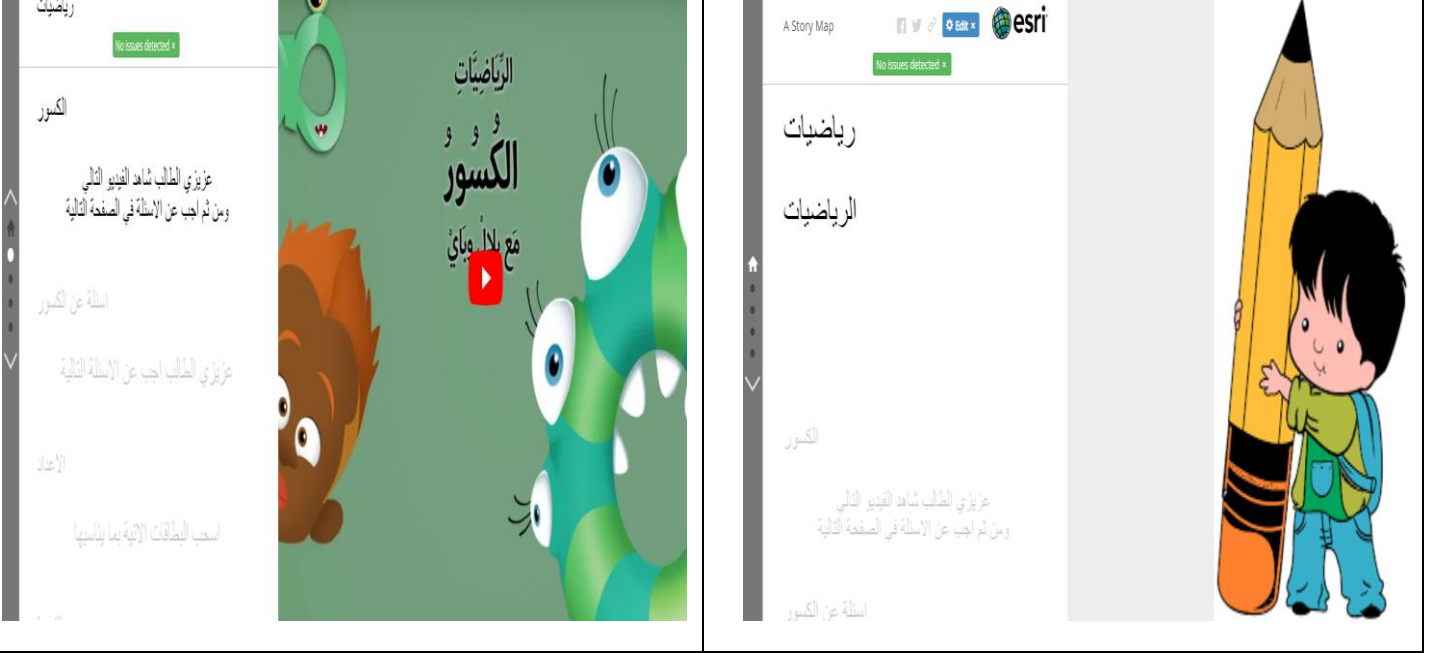 رياضيات
No issues detected ×
الكسور
عزيزي الطالب شاهد الفيديو التالي
ومن ثم اجب عن الاسئلة في الصفحة التالية
اسئلة عن الكسور
عزيزي الطالب اجب عن الاسئلة التالية
الاعداد
اسحب البطاقات الاتية بما يناسبها
الرِّيَاضِيَّاتِ
الكُسُورُ
مَع بِلالْ وبَايْ
A Story Map
Edit ×
esri
No issues detected ×
رياضيات
الرياضيات
الكسور
عزيزي الطالب شاهد الفيديو التالي
ومن ثم اجب عن الاسئلة في الصفحة التالية
اسئلة عن الكسور